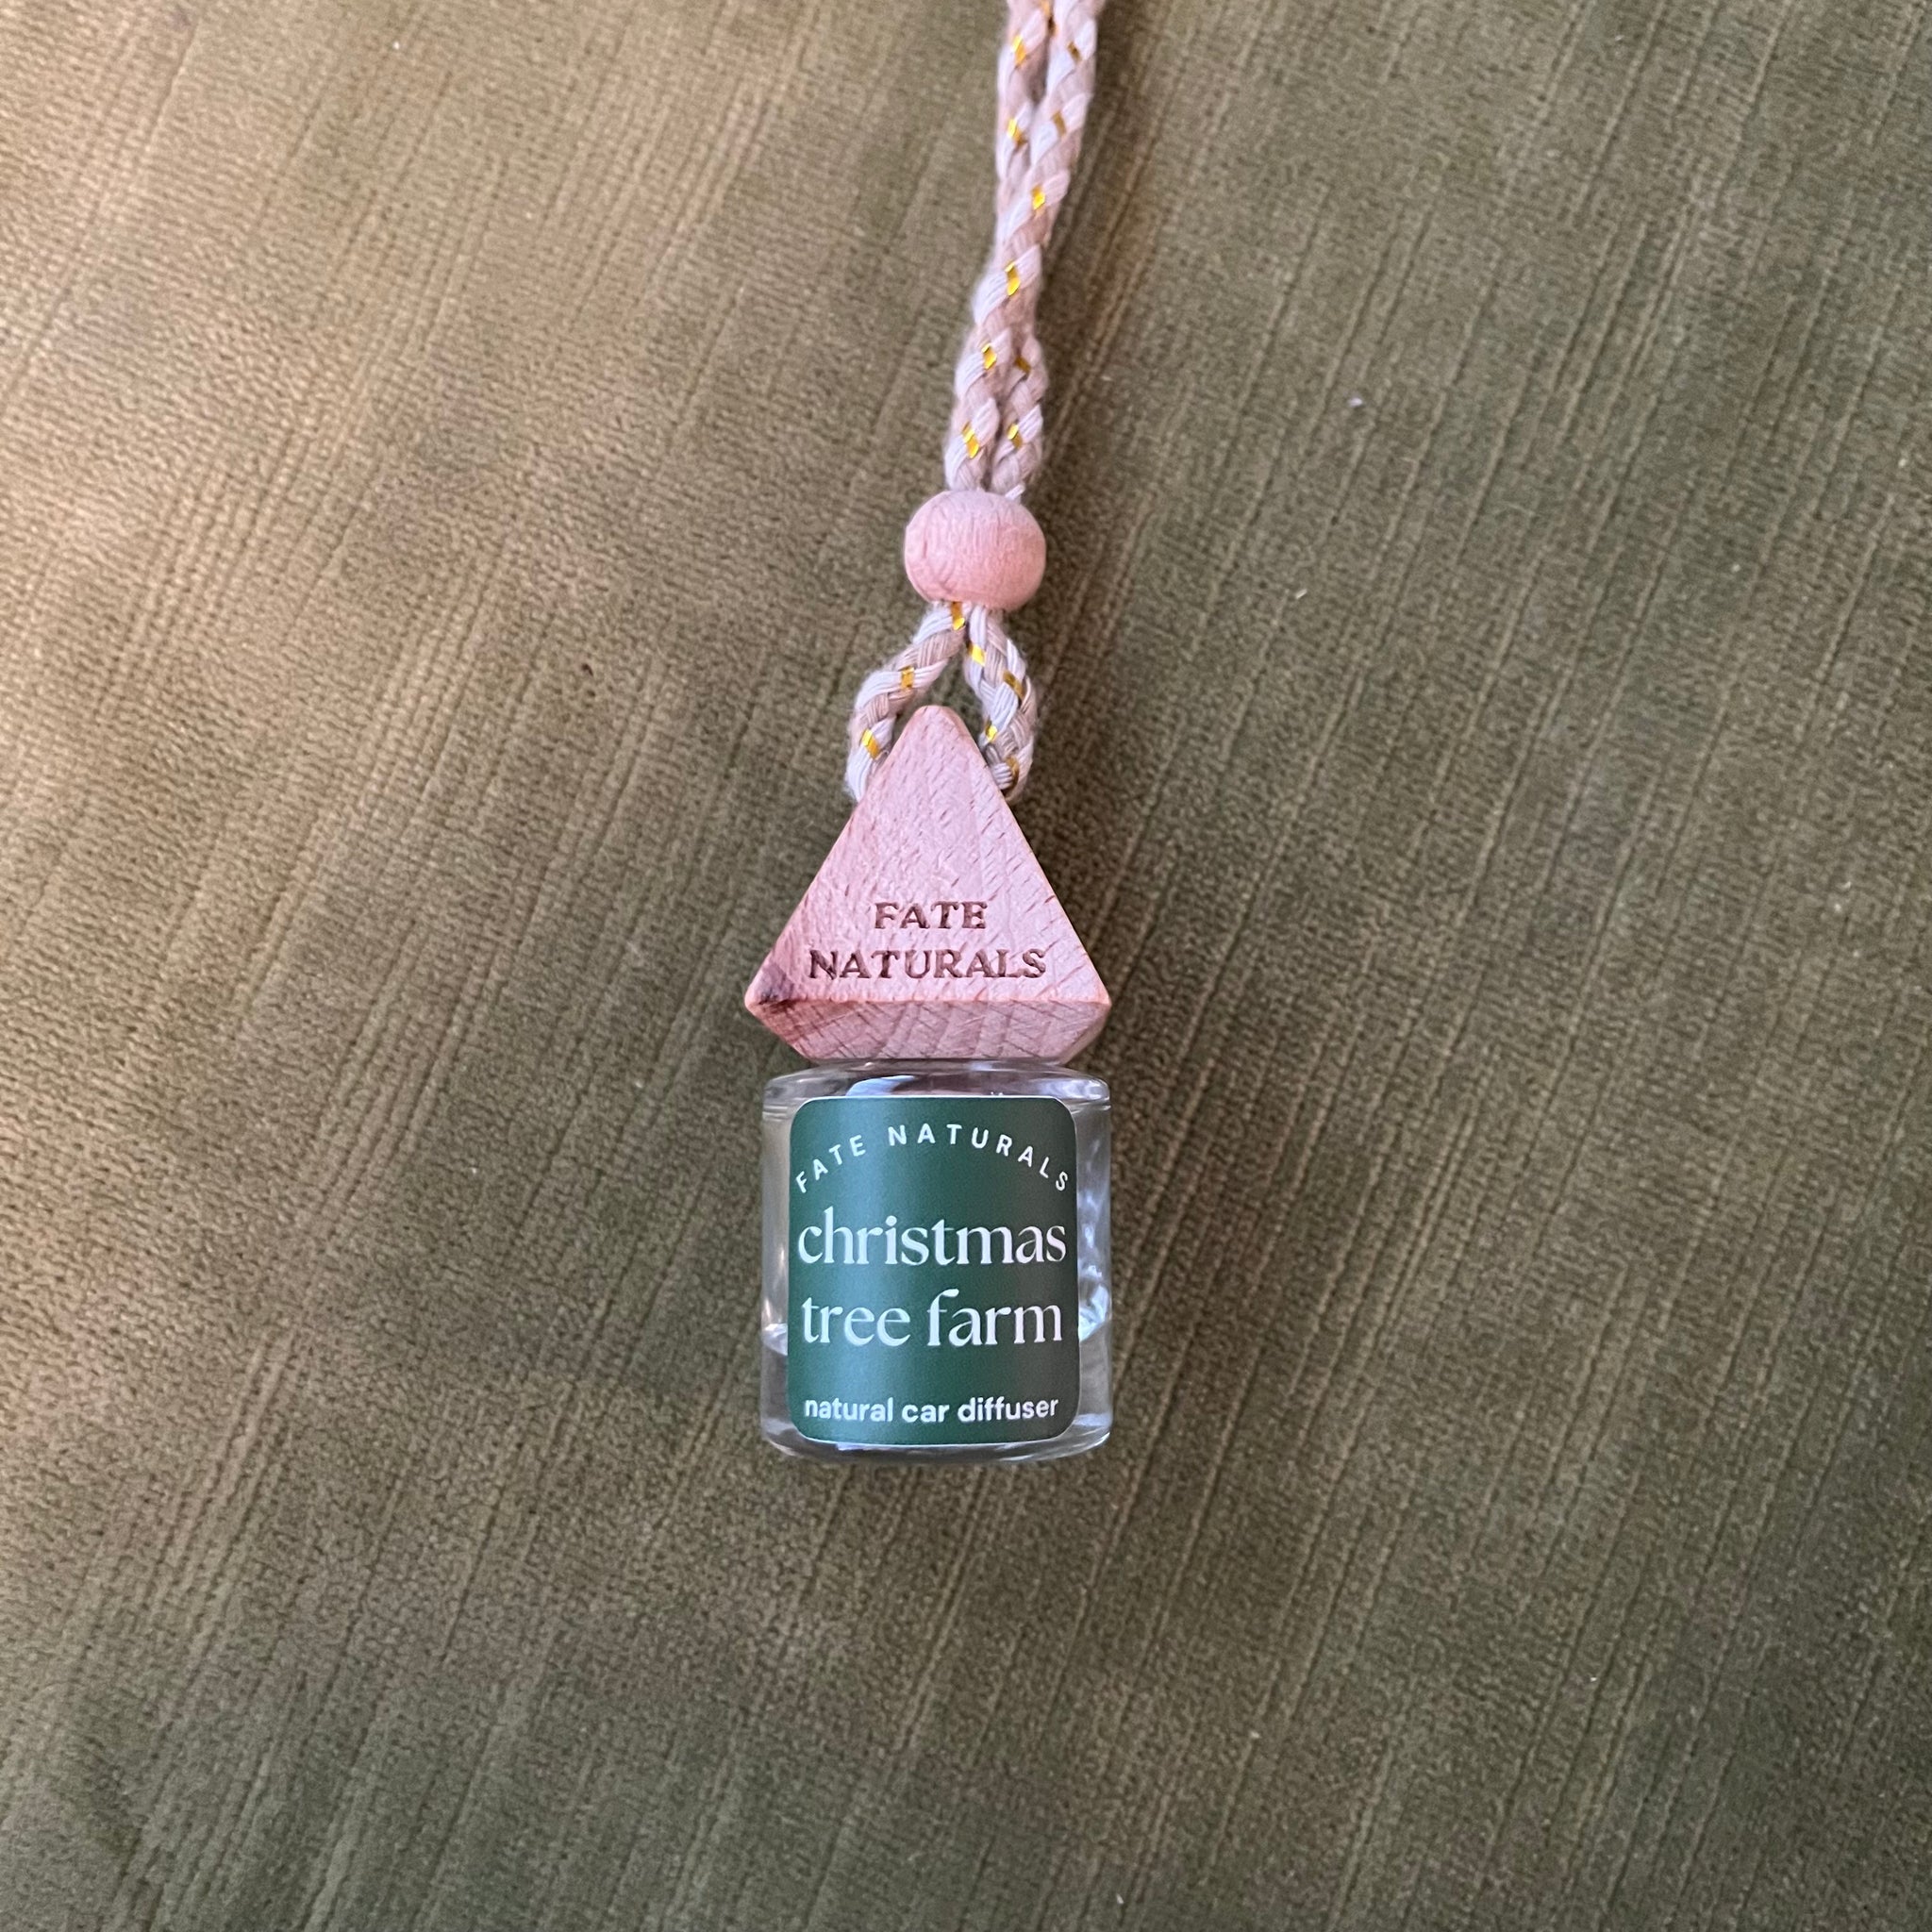 FATE
NATURALS
FATE NATURALS
christmas
tree farm
natural car diffuser